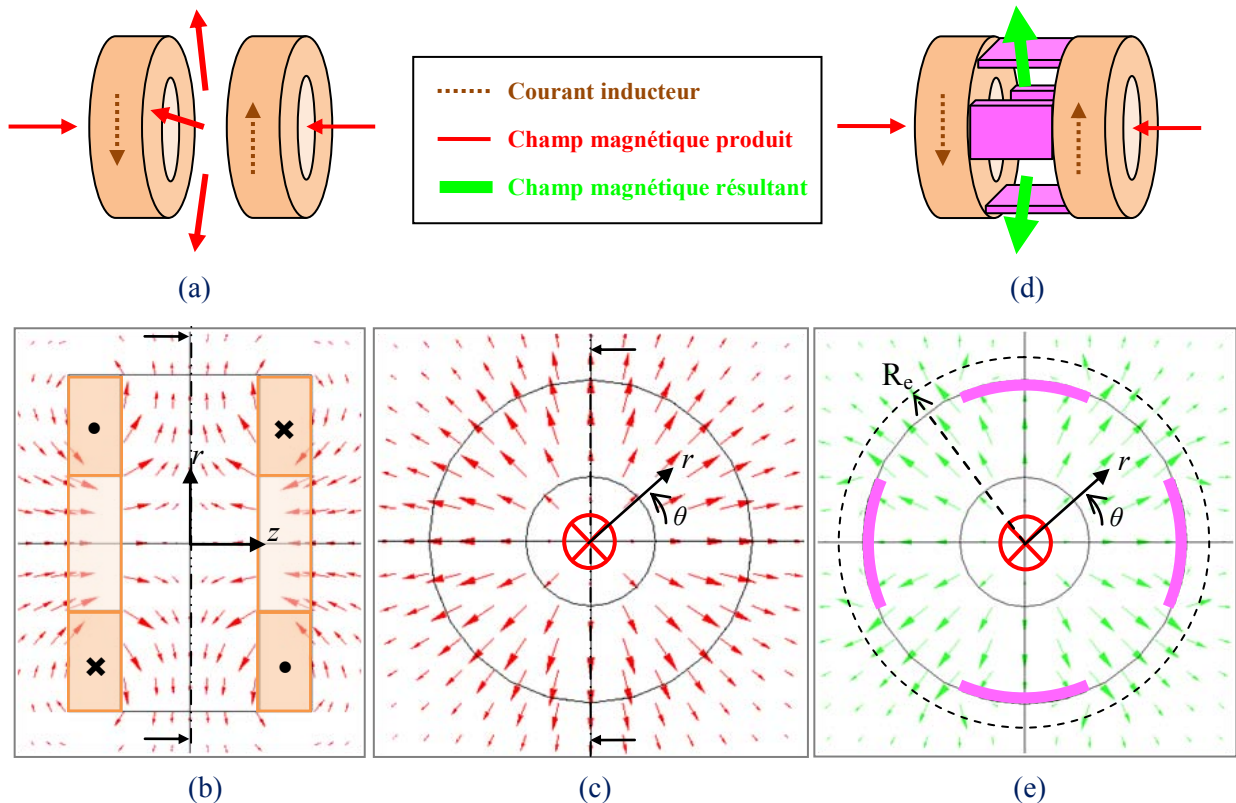 Courant inducteur
Champ magnétique produit
Champ magnétique résultant
(a)
(d)
r
z
r
θ
Rₑ
r
θ
(b)
(c)
(e)